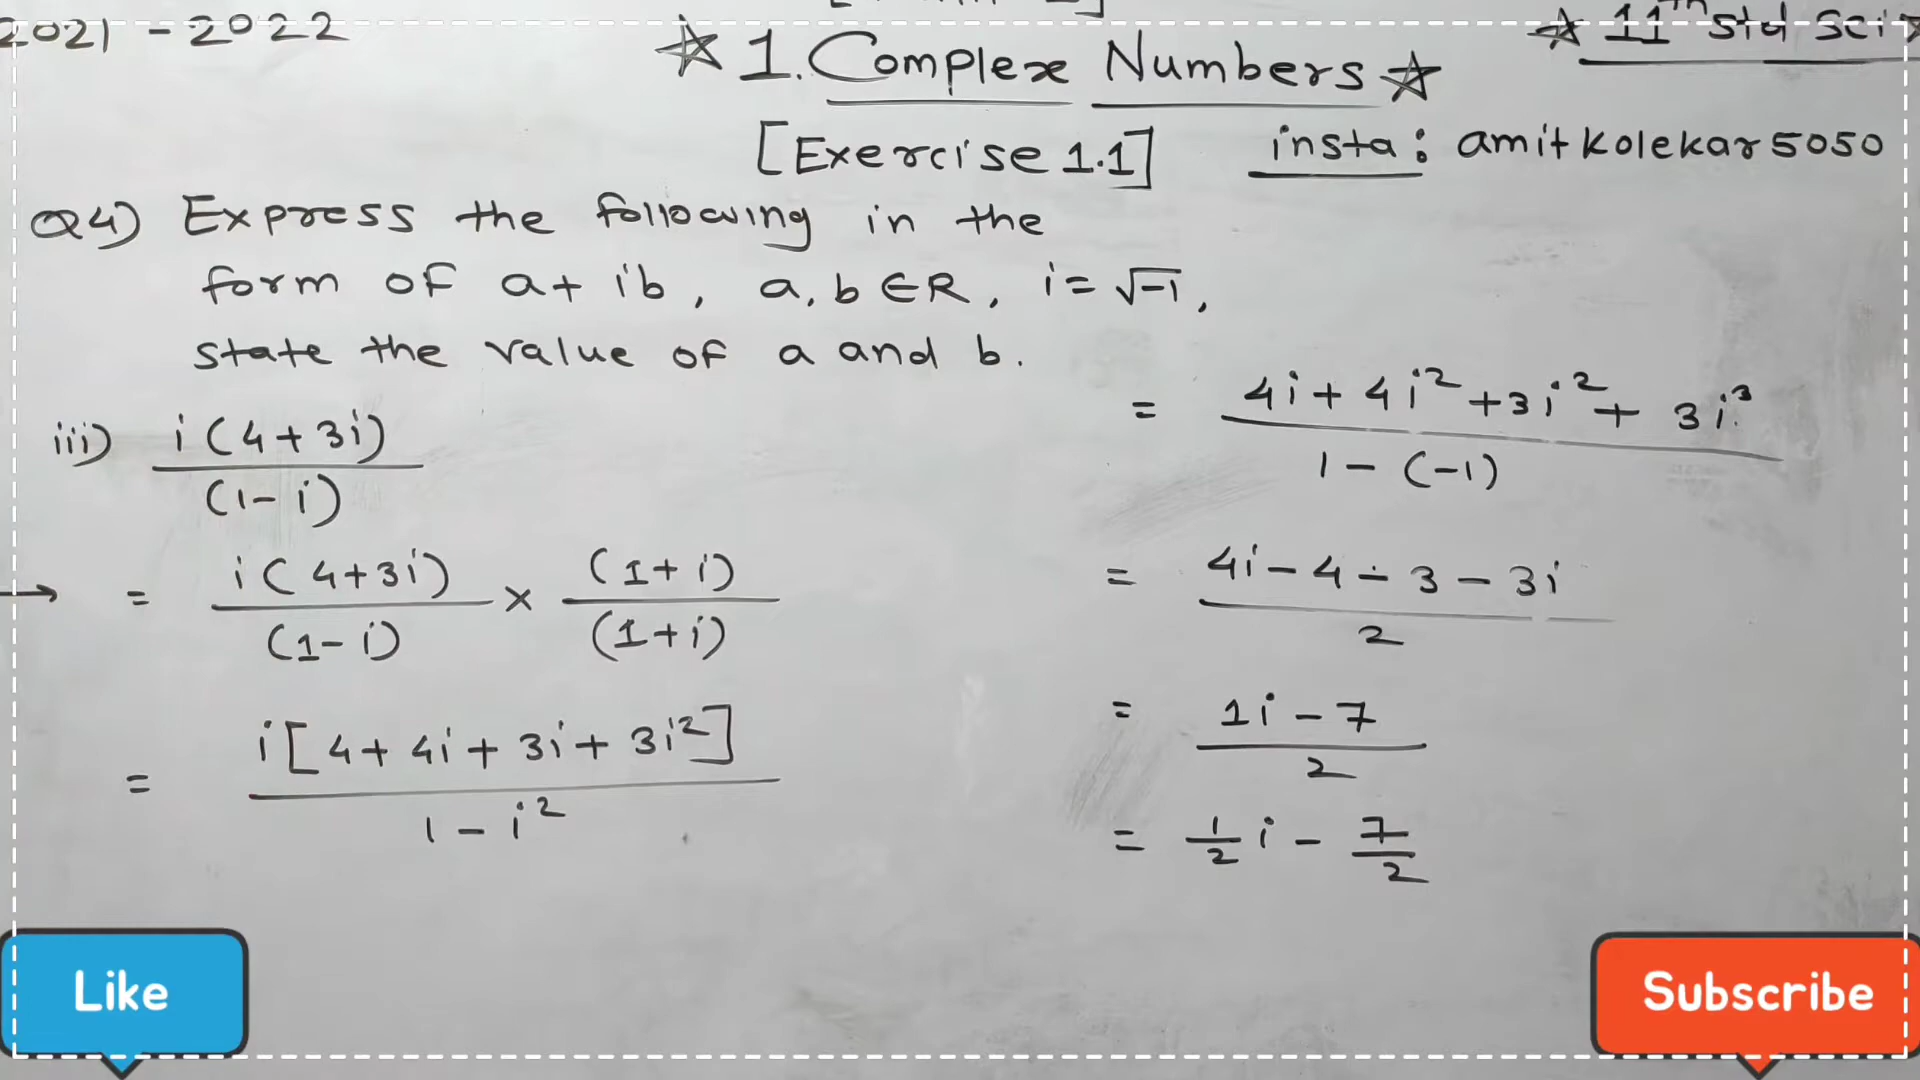 2021 - 2022
☆ 1. Complex Numbers ☆
☆ 11th std sci
[Exercise 1.1]
insta: amitkolekar5050
Q4) Express the following in the
form of a + ib, a, b ∈ R, i = √-1,
state the value of a and b.
iii) i(4+3i) / (1-i)
→ = i(4+3i) / (1-i) × (1+i) / (1+i)
= i[4 + 4i + 3i + 3i²] / 1 - i²
= 4i + 4i² + 3i² + 3i³ / 1 - (-1)
= 4i - 4 - 3 - 3i / 2
= 1i - 7 / 2
= 1/2 i - 7/2
Like
Subscribe